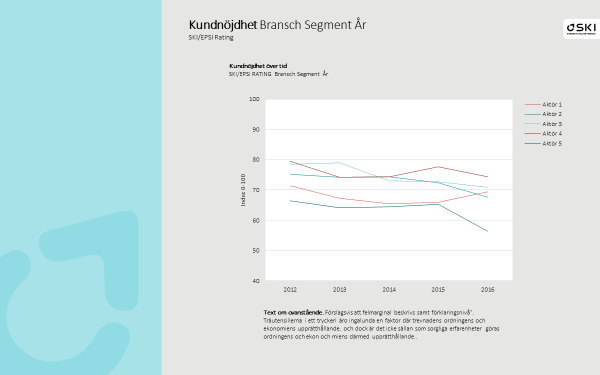 Kundnöjdhet Bransch Segment År
SKI/EPSI Rating
SKI
Kundnöjdhet över tid
SKI/EPSI RATING Bransch Segment År
100
90
80
70
60
50
40
Index 0-100
2012 2013 2014 2015 2016
Aktör 1
Aktör 2
Aktör 3
Aktör 4
Aktör 5
Text om ovanstående. Förslagsvis att felmarginal beskrivs samt förklaringsnivå*.
Träutensilierna i ett tryckeri äro ingalunda en faktor där trevnadens ordningens och
ekonomiens upprätthållande, och dock är det icke sällan som sorgliga erfarenheter göras
ordningens och ekon och miens därmed upprätthållande..